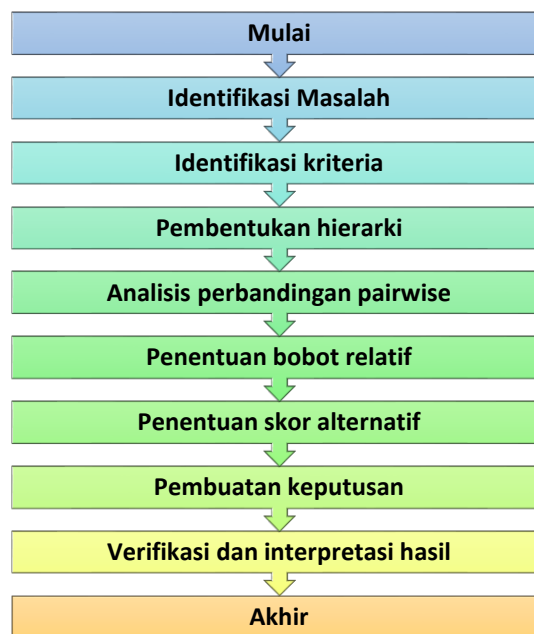 Mulai
Identifikasi Masalah
Identifikasi kriteria
Pembentukan hierarki
Analisis perbandingan pairwise
Penentuan bobot relatif
Penentuan skor alternatif
Pembuatan keputusan
Verifikasi dan interpretasi hasil
Akhir